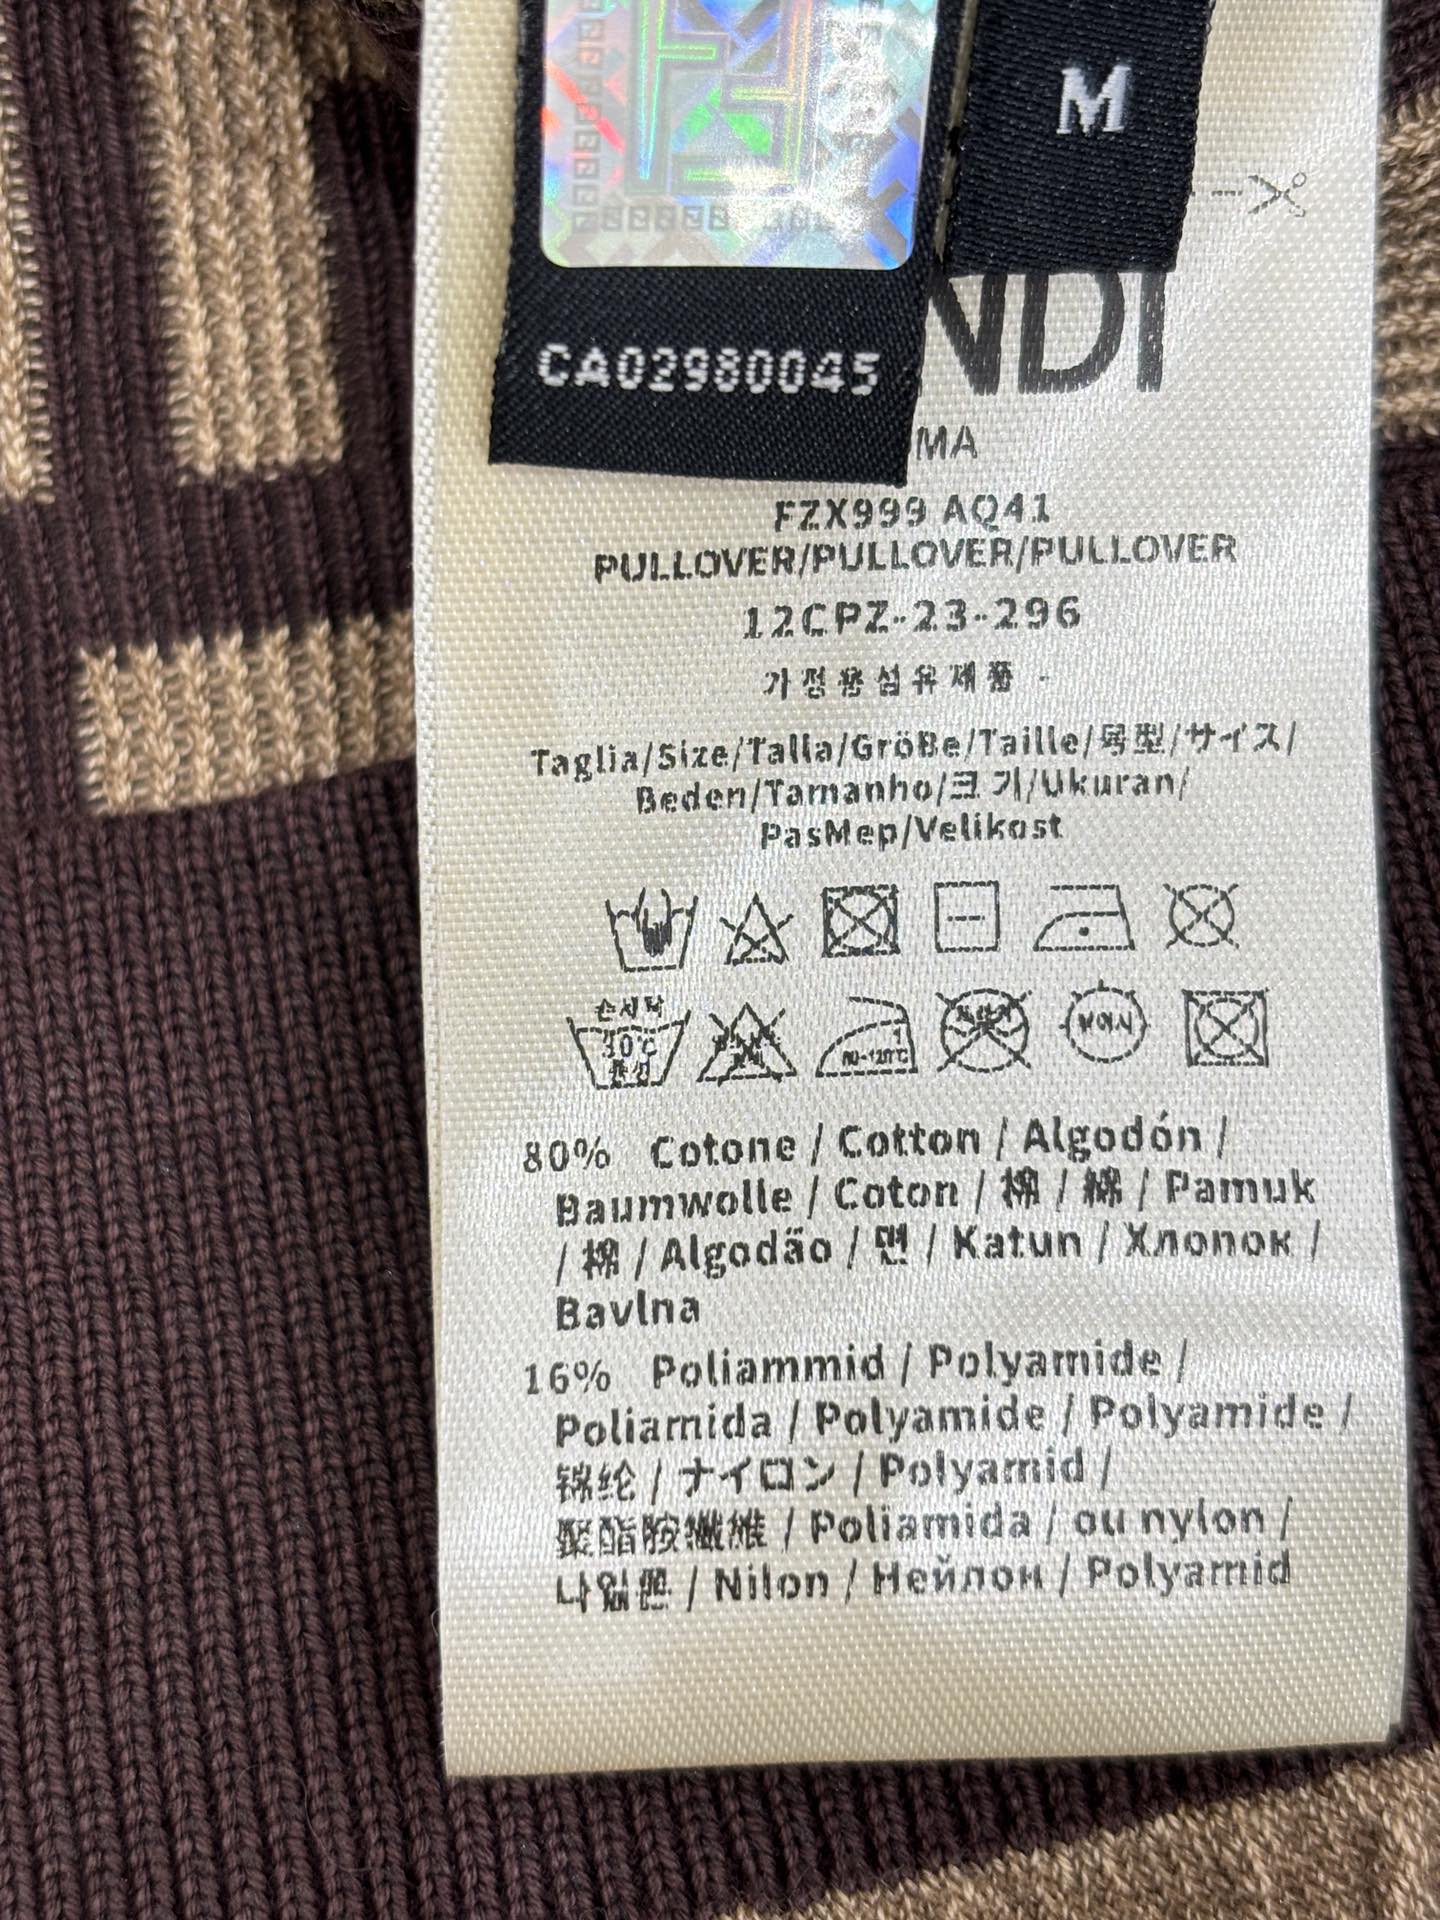 M
NDI
CA02980045
MA
FZX999 AQ41
PULLOVER/PULLOVER/PULLOVER
12CPZ-23-296
가정용섬유제품 -
Taglia/Size/Talla/Größe/Taille/号型/サイズ/
Beden/Tamanho/크기/Ukuran/
PasMep/Velikost
손세탁
30℃
중성
80-120℃
80% Cotone / Cotton / Algodón /
Baumwolle / Coton / 棉 / 綿 / Pamuk
/ 棉 / Algodão / 면 / Katun / Хлопок /
Bavlna
16% Poliammid / Polyamide /
Poliamida / Polyamide / Polyamide /
锦纶 / ナイロン / Polyamid /
聚酯胺纖維 / Poliamida / ou nylon /
나일론 / Nilon / Нейлон / Polyamid